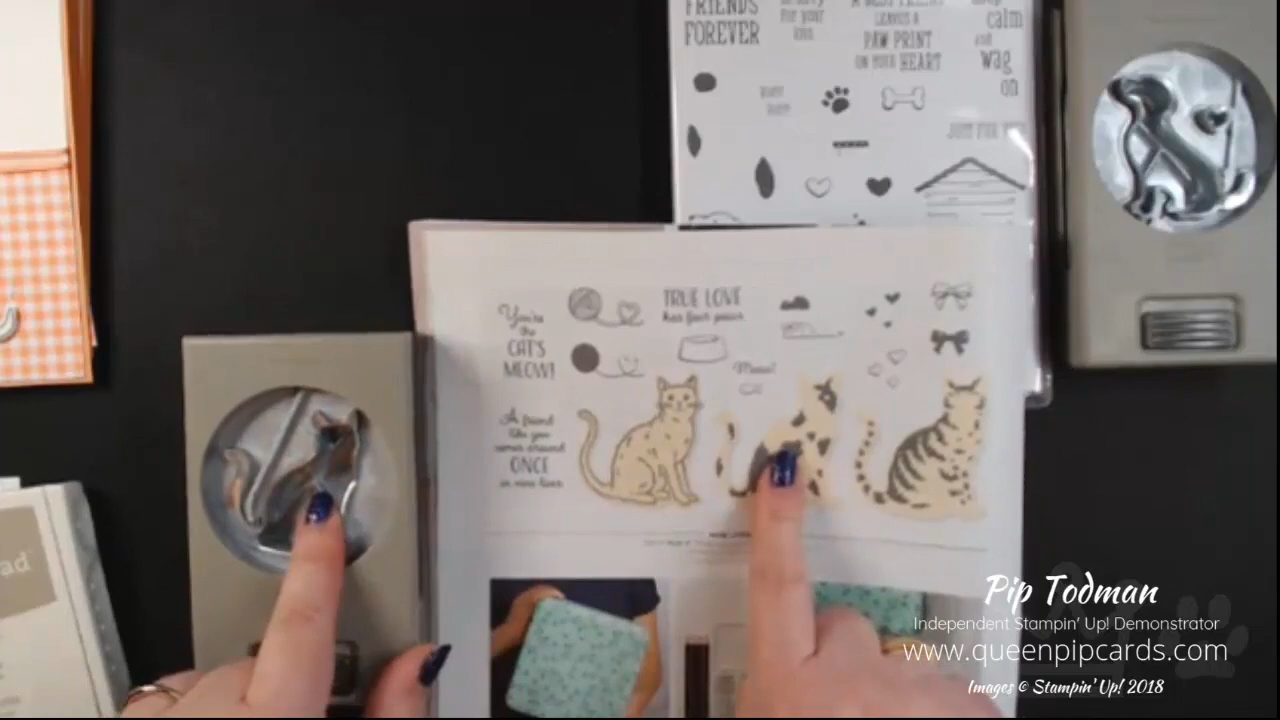 FRIENDS
FOREVER
for your
loss
LEAVES A
PAW PRINT
ON YOUR HEART
calm
and
wag
on
JUST FOR
You're
the
CAT'S
MEOW!
TRUE LOVE
has four paws
Meow!
A friend
like you
comes around
ONCE
in nine lives
ad
Pip Todman
Independent Stampin' Up! Demonstrator
www.queenpipcards.com
Images © Stampin' Up! 2018